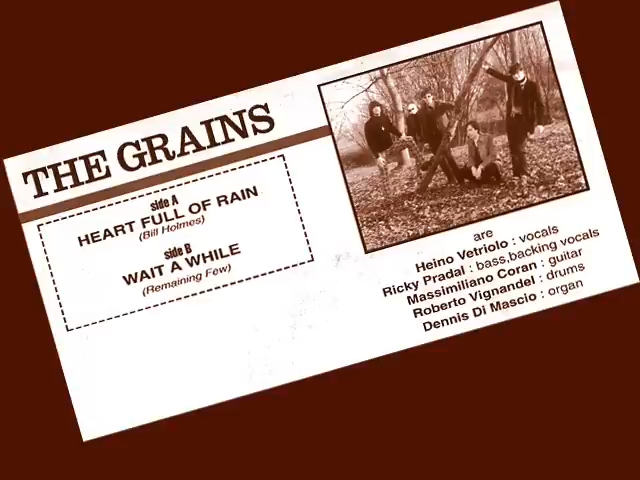 THE GRAINS
side A
HEART FULL OF RAIN
(Bill Holmes)
side B
WAIT A WHILE
(Remaining Few)
are
Heino Vetriolo : vocals
Ricky Pradal : bass,backing vocals
Massimiliano Coran : guitar
Roberto Vignandel : drums
Dennis Di Mascio : organ